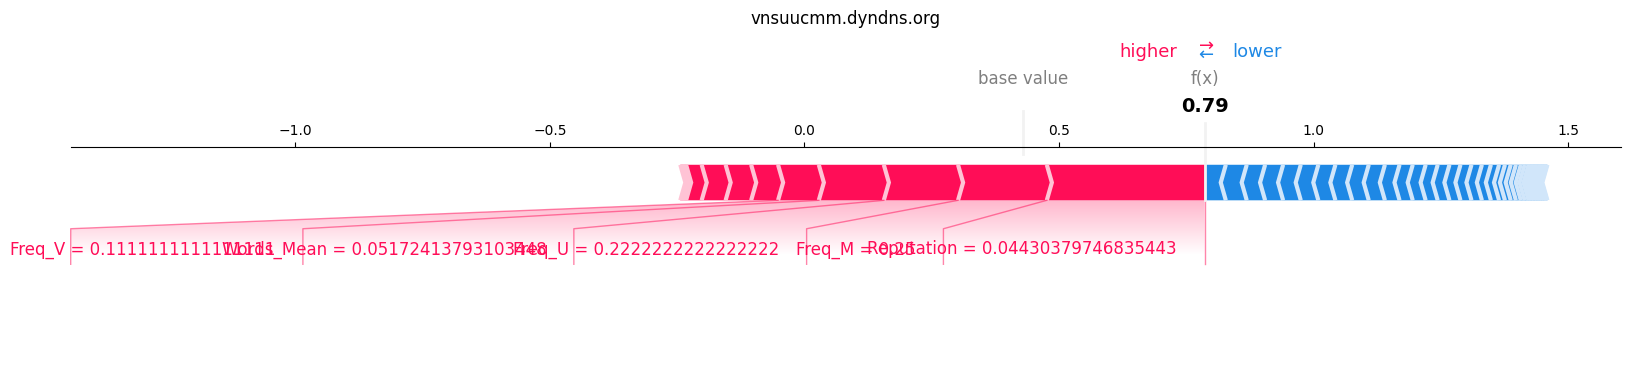 vnsuucmm.dyndns.org
higher ⇄ lower
base value f(x)
0.79
−1.0 −0.5 0.0 0.5 1.0 1.5
Freq_V = 0.1111111111111111 Words_Mean = 0.05172413793103448 Freq_U = 0.2222222222222222 Freq_M = 0.25 Reputation = 0.04430379746835443